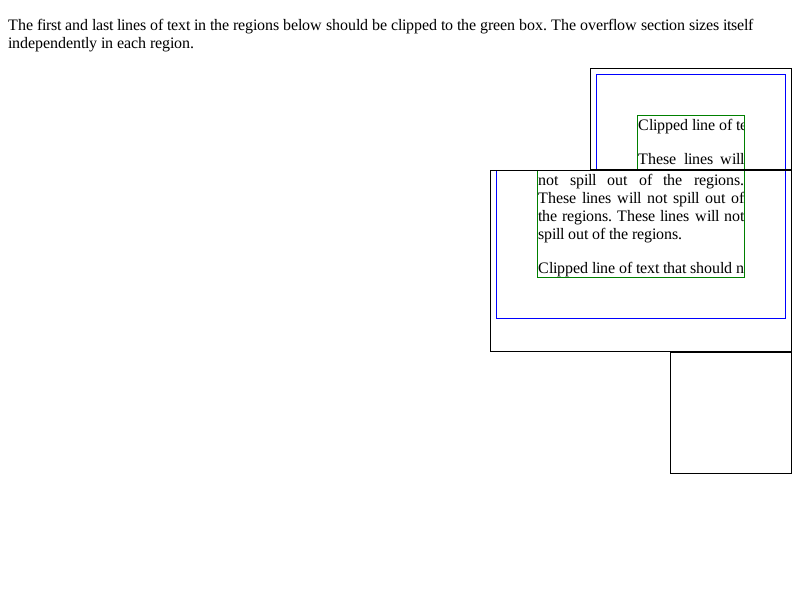 The first and last lines of text in the regions below should be clipped to the green box. The overflow section sizes itself
independently in each region.
Clipped line of te
These lines will
not spill out of the regions.
These lines will not spill out of
the regions. These lines will not
spill out of the regions.
Clipped line of text that should n